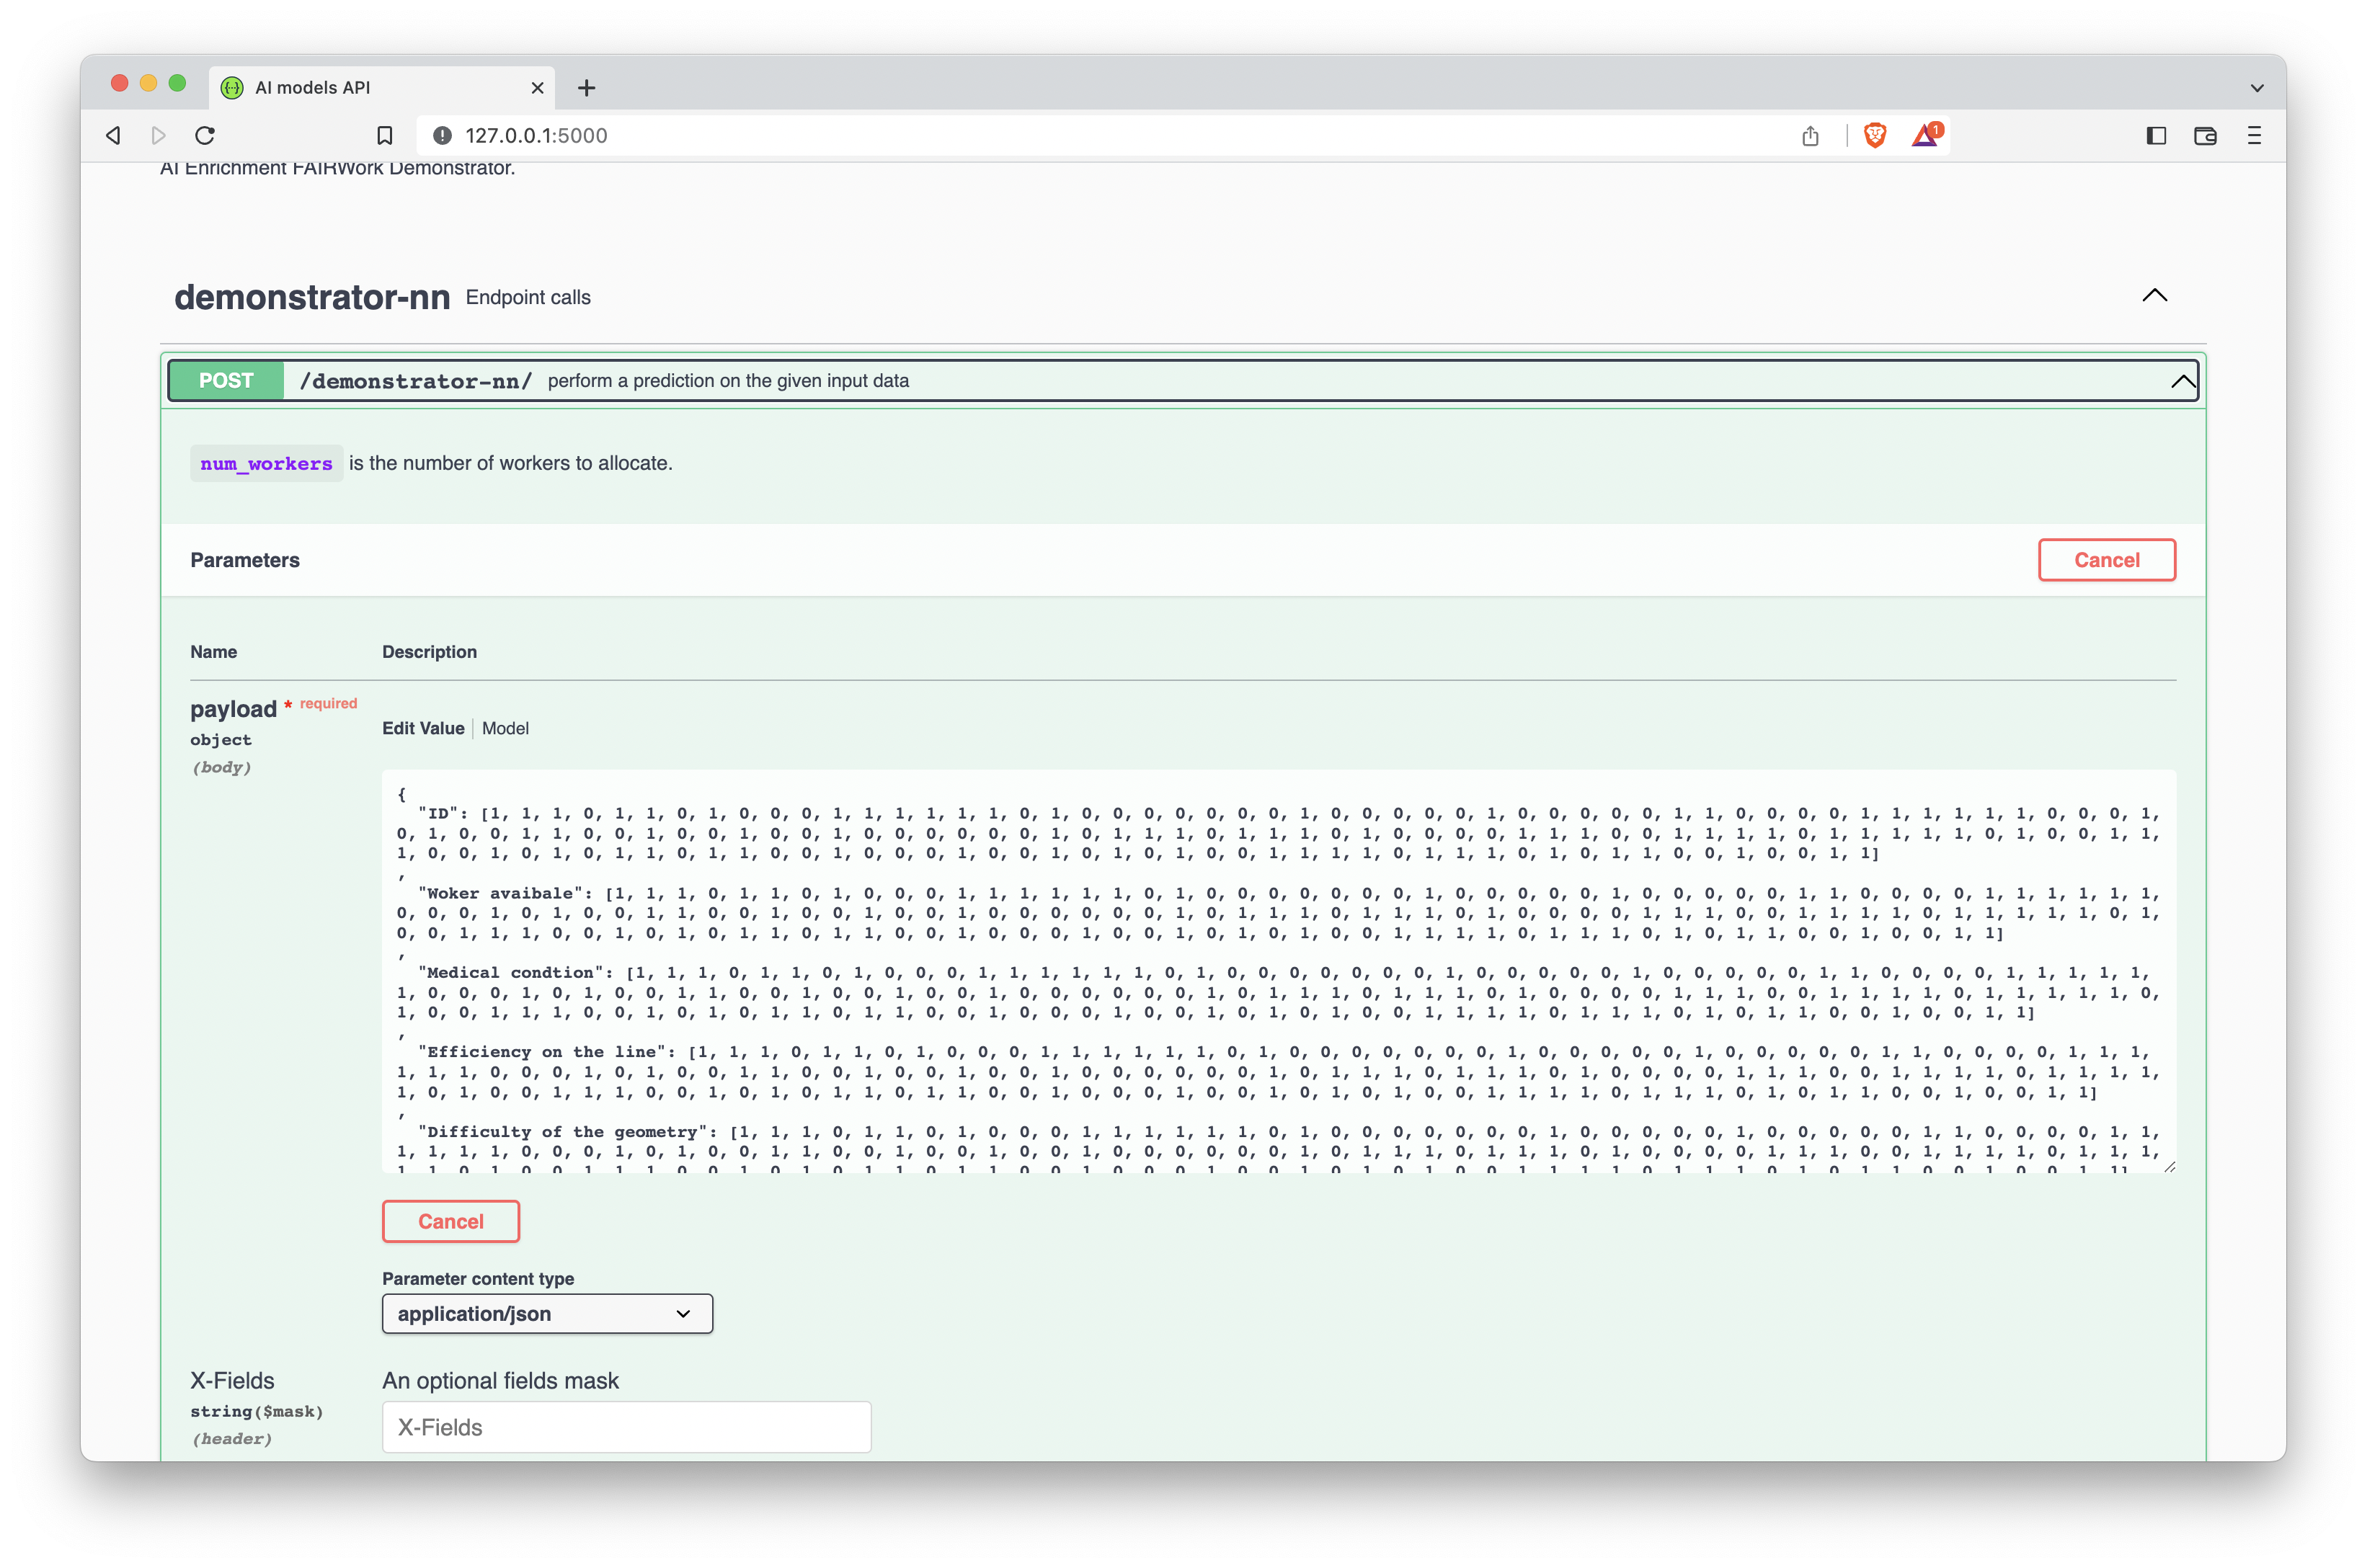 AI models API
127.0.0.1:5000
1
AI Enrichment FAIRWork Demonstrator.
demonstrator-nn Endpoint calls
POST /demonstrator-nn/ perform a prediction on the given input data
num_workers is the number of workers to allocate.
Parameters Cancel
Name Description
payload * required
object
(body)
Edit Value Model
{
"ID": [1, 1, 1, 0, 1, 1, 0, 1, 0, 0, 0, 1, 1, 1, 1, 1, 1, 0, 1, 0, 0, 0, 0, 0, 0, 0, 1, 0, 0, 0, 0, 0, 1, 0, 0, 0, 0, 0, 1, 1, 0, 0, 0, 0, 1, 1, 1, 1, 1, 1, 0, 0, 0, 1,
0, 1, 0, 0, 1, 1, 0, 0, 1, 0, 0, 1, 0, 0, 1, 0, 0, 0, 0, 0, 0, 1, 0, 1, 1, 1, 0, 1, 1, 1, 0, 1, 0, 0, 0, 0, 1, 1, 1, 0, 0, 1, 1, 1, 1, 0, 1, 1, 1, 1, 1, 0, 1, 0, 0, 1, 1,
1, 0, 0, 1, 0, 1, 0, 1, 1, 0, 1, 1, 0, 0, 1, 0, 0, 0, 1, 0, 0, 1, 0, 1, 0, 1, 0, 0, 1, 1, 1, 1, 0, 1, 1, 1, 0, 1, 0, 1, 1, 0, 0, 1, 0, 0, 1, 1]
,
"Woker avaibale": [1, 1, 1, 0, 1, 1, 0, 1, 0, 0, 0, 1, 1, 1, 1, 1, 1, 0, 1, 0, 0, 0, 0, 0, 0, 0, 1, 0, 0, 0, 0, 0, 1, 0, 0, 0, 0, 0, 1, 1, 0, 0, 0, 0, 1, 1, 1, 1, 1, 1,
0, 0, 0, 1, 0, 1, 0, 0, 1, 1, 0, 0, 1, 0, 0, 1, 0, 0, 1, 0, 0, 0, 0, 0, 0, 1, 0, 1, 1, 1, 0, 1, 1, 1, 0, 1, 0, 0, 0, 0, 1, 1, 1, 0, 0, 1, 1, 1, 1, 0, 1, 1, 1, 1, 1, 0, 1,
0, 0, 1, 1, 1, 0, 0, 1, 0, 1, 0, 1, 1, 0, 1, 1, 0, 0, 1, 0, 0, 0, 1, 0, 0, 1, 0, 1, 0, 1, 0, 0, 1, 1, 1, 1, 0, 1, 1, 1, 0, 1, 0, 1, 1, 0, 0, 1, 0, 0, 1, 1]
,
"Medical condtion": [1, 1, 1, 0, 1, 1, 0, 1, 0, 0, 0, 1, 1, 1, 1, 1, 1, 0, 1, 0, 0, 0, 0, 0, 0, 0, 1, 0, 0, 0, 0, 0, 1, 0, 0, 0, 0, 0, 1, 1, 0, 0, 0, 0, 1, 1, 1, 1, 1,
1, 0, 0, 0, 1, 0, 1, 0, 0, 1, 1, 0, 0, 1, 0, 0, 1, 0, 0, 1, 0, 0, 0, 0, 0, 0, 1, 0, 1, 1, 1, 0, 1, 1, 1, 0, 1, 0, 0, 0, 0, 1, 1, 1, 0, 0, 1, 1, 1, 1, 0, 1, 1, 1, 1, 1, 0,
1, 0, 0, 1, 1, 1, 0, 0, 1, 0, 1, 0, 1, 1, 0, 1, 1, 0, 0, 1, 0, 0, 0, 1, 0, 0, 1, 0, 1, 0, 1, 0, 0, 1, 1, 1, 1, 0, 1, 1, 1, 0, 1, 0, 1, 1, 0, 0, 1, 0, 0, 1, 1]
,
"Efficiency on the line": [1, 1, 1, 0, 1, 1, 0, 1, 0, 0, 0, 1, 1, 1, 1, 1, 1, 0, 1, 0, 0, 0, 0, 0, 0, 0, 1, 0, 0, 0, 0, 0, 1, 0, 0, 0, 0, 0, 1, 1, 0, 0, 0, 0, 1, 1, 1,
1, 1, 1, 0, 0, 0, 1, 0, 1, 0, 0, 1, 1, 0, 0, 1, 0, 0, 1, 0, 0, 1, 0, 0, 0, 0, 0, 0, 1, 0, 1, 1, 1, 0, 1, 1, 1, 0, 1, 0, 0, 0, 0, 1, 1, 1, 0, 0, 1, 1, 1, 1, 0, 1, 1, 1, 1,
1, 0, 1, 0, 0, 1, 1, 1, 0, 0, 1, 0, 1, 0, 1, 1, 0, 1, 1, 0, 0, 1, 0, 0, 0, 1, 0, 0, 1, 0, 1, 0, 1, 0, 0, 1, 1, 1, 1, 0, 1, 1, 1, 0, 1, 0, 1, 1, 0, 0, 1, 0, 0, 1, 1]
,
"Difficulty of the geometry": [1, 1, 1, 0, 1, 1, 0, 1, 0, 0, 0, 1, 1, 1, 1, 1, 1, 0, 1, 0, 0, 0, 0, 0, 0, 0, 1, 0, 0, 0, 0, 0, 1, 0, 0, 0, 0, 0, 1, 1, 0, 0, 0, 0, 1, 1,
1, 1, 1, 1, 0, 0, 0, 1, 0, 1, 0, 0, 1, 1, 0, 0, 1, 0, 0, 1, 0, 0, 1, 0, 0, 0, 0, 0, 0, 1, 0, 1, 1, 1, 0, 1, 1, 1, 0, 1, 0, 0, 0, 0, 1, 1, 1, 0, 0, 1, 1, 1, 1, 0, 1, 1, 1,
Cancel
Parameter content type
application/json
X-Fields
string($mask)
(header)
An optional fields mask
X-Fields